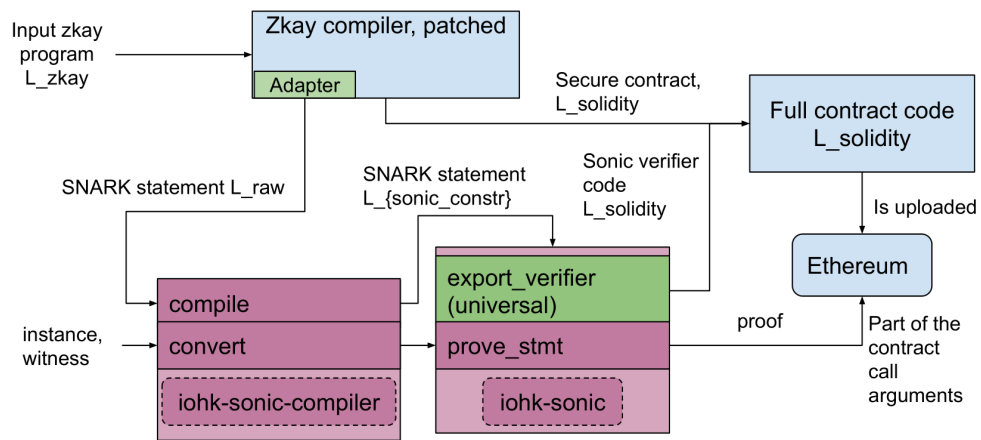 Input zkay
program
L_zkay
Zkay compiler, patched
Adapter
Secure contract,
L_solidity
Full contract code
L_solidity
SNARK statement L_raw
SNARK statement
L_{sonic_constr}
Sonic verifier
code
L_solidity
Is uploaded
Ethereum
compile
export_verifier
(universal)
instance,
witness
convert
prove_stmt
proof
Part of the
contract
call
arguments
iohk-sonic-compiler
iohk-sonic